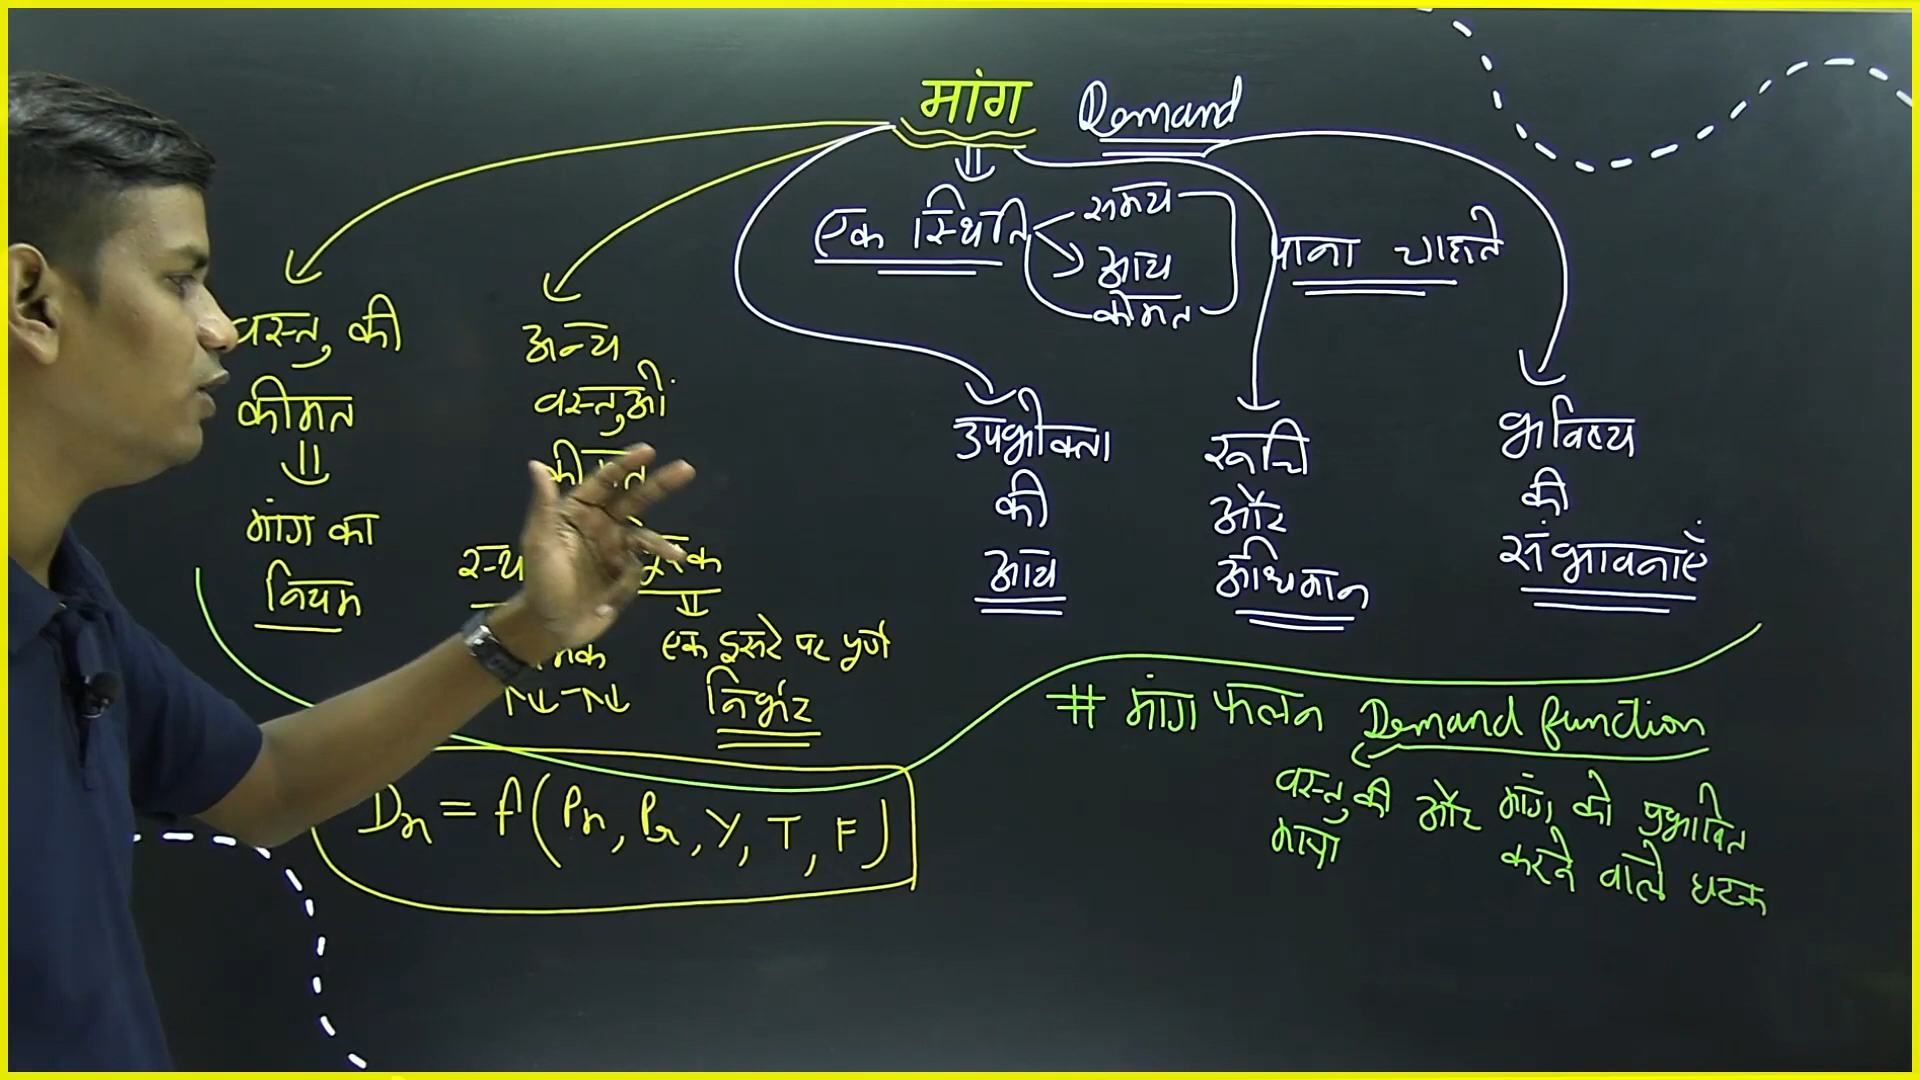 मांग Demand
एक स्थिति
समय
आय
कीमत
पाना चाहते
वस्तु की
कीमत
मांग का
नियम
अन्य
वस्तुओं
एक दूसरे पर पूर्ण
निर्भर
उपभोक्ता
की
आय
रूचि
और
अधिमान
भविष्य
की
संभावनाएँ
# मांग फलन Demand function
वस्तु की और मांग को प्रभावित
मात्रा करने वाले घटक
Dx = f(Px, Pr, Y, T, F)